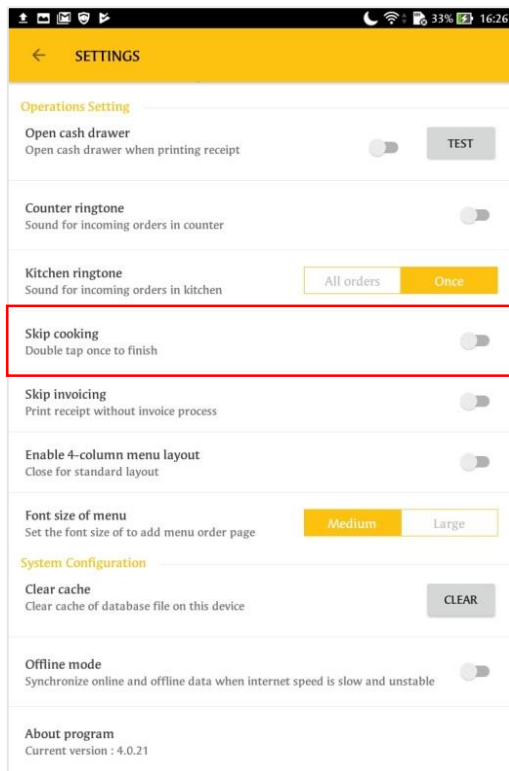 33% 16:26
SETTINGS
Operations Setting
Open cash drawer
Open cash drawer when printing receipt
TEST
Counter ringtone
Sound for incoming orders in counter
Kitchen ringtone
Sound for incoming orders in kitchen
All orders
Once
Skip cooking
Double tap once to finish
Skip invoicing
Print receipt without invoice process
Enable 4-column menu layout
Close for standard layout
Font size of menu
Set the font size of to add menu order page
Medium
Large
System Configuration
Clear cache
Clear cache of database file on this device
CLEAR
Offline mode
Synchronize online and offline data when internet speed is slow and unstable
About program
Current version : 4.0.21